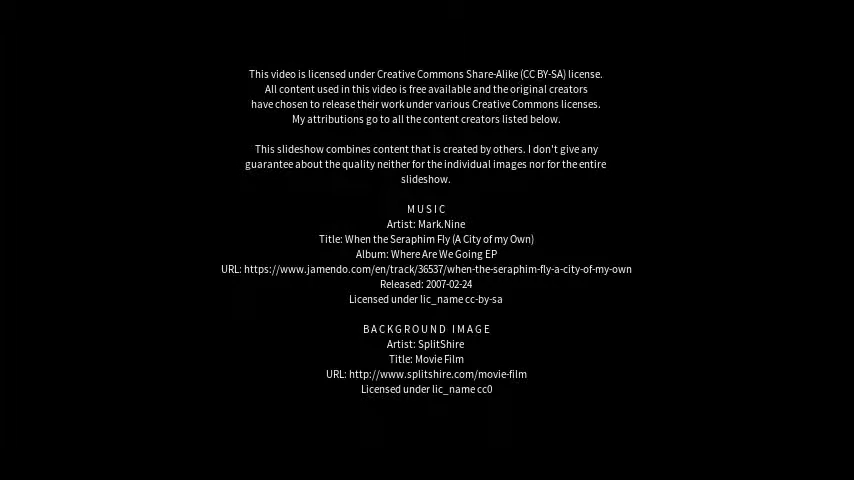 This video is licensed under Creative Commons Share-Alike (CC BY-SA) license.
All content used in this video is free available and the original creators
have chosen to release their work under various Creative Commons licenses.
My attributions go to all the content creators listed below.
This slideshow combines content that is created by others. I don't give any
guarantee about the quality neither for the individual images nor for the entire
slideshow.
MUSIC
Artist: Mark.Nine
Title: When the Seraphim Fly (A City of my Own)
Album: Where Are We Going EP
URL: https://www.jamendo.com/en/track/36537/when-the-seraphim-fly-a-city-of-my-own
Released: 2007-02-24
Licensed under lic_name cc-by-sa
BACKGROUND IMAGE
Artist: SplitShire
Title: Movie Film
URL: http://www.splitshire.com/movie-film
Licensed under lic_name cc0